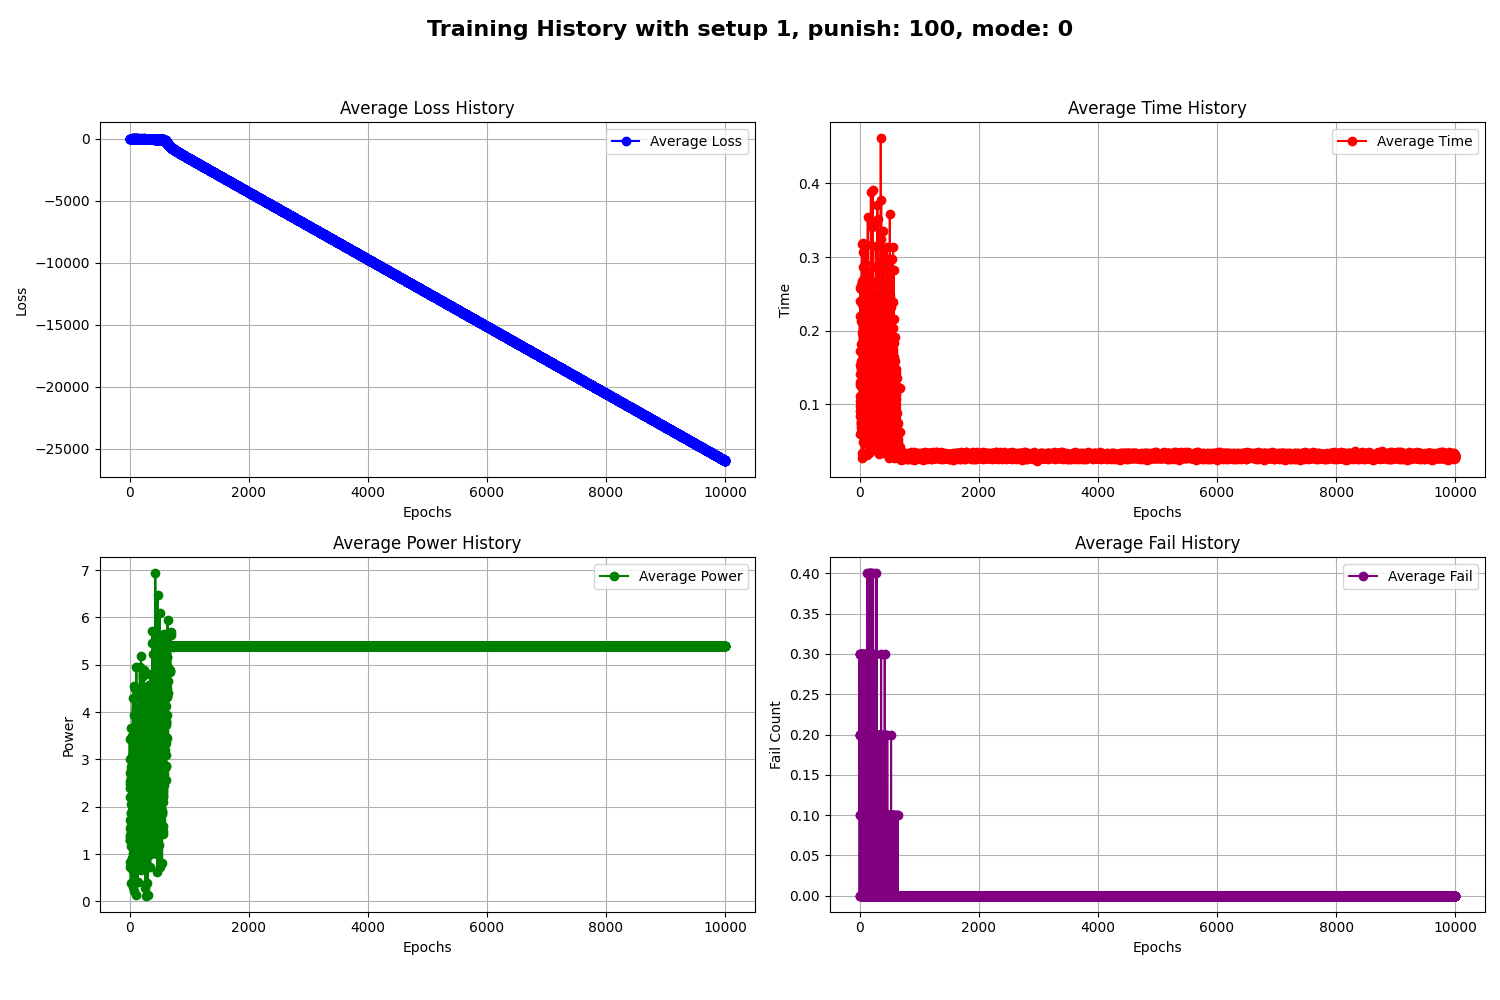 Training History with setup 1, punish: 100, mode: 0
Average Loss History
Average Loss
Loss
0
−5000
−10000
−15000
−20000
−25000
0 2000 4000 6000 8000 10000
Epochs
Average Time History
Average Time
Time
0.4
0.3
0.2
0.1
0 2000 4000 6000 8000 10000
Epochs
Average Power History
Average Power
Power
7
6
5
4
3
2
1
0
0 2000 4000 6000 8000 10000
Epochs
Average Fail History
Average Fail
Fail Count
0.40
0.35
0.30
0.25
0.20
0.15
0.10
0.05
0.00
0 2000 4000 6000 8000 10000
Epochs